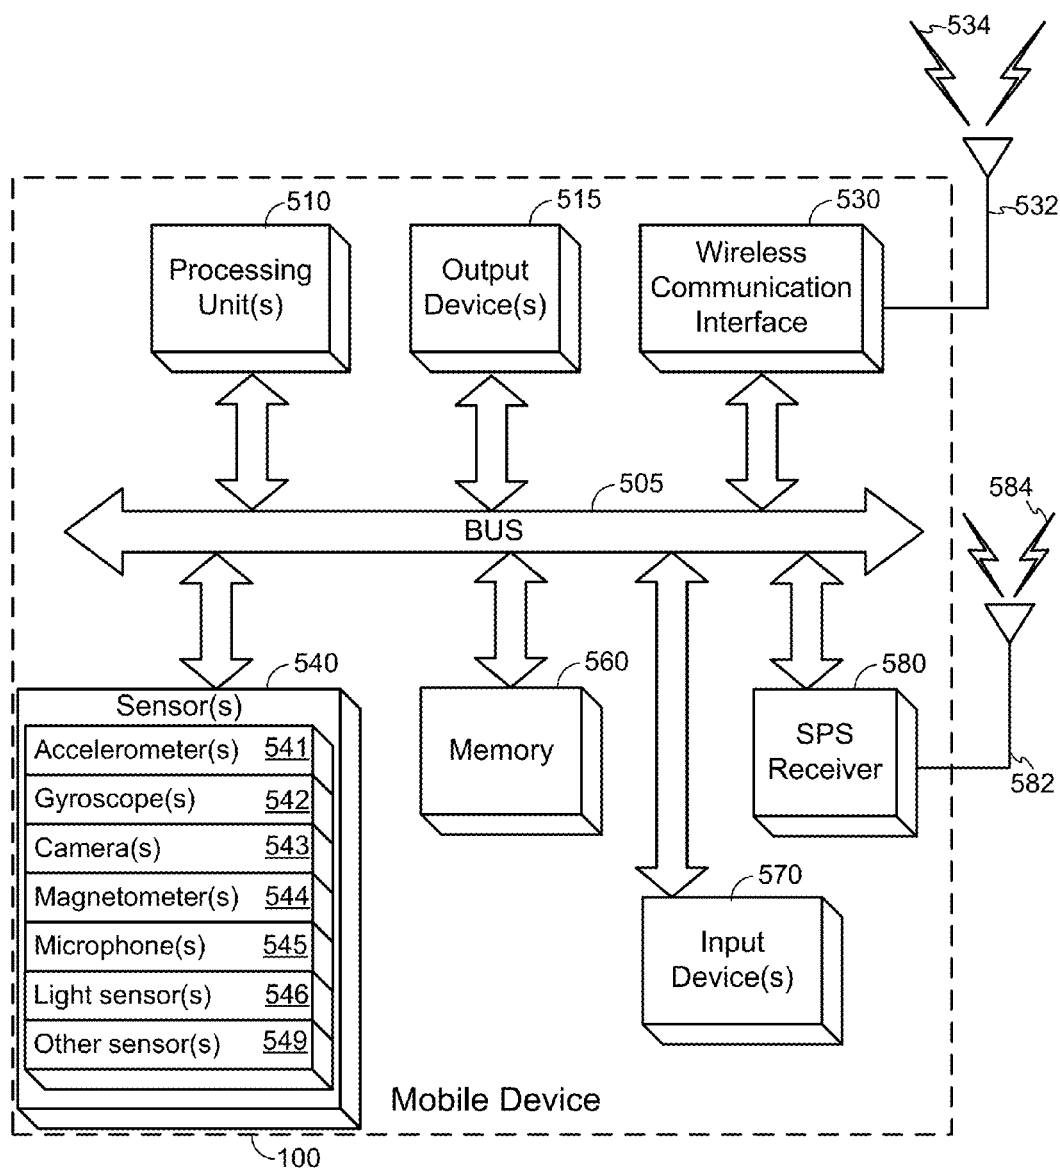 534
532
510
515
530
Processing
Unit(s)
Output
Device(s)
Wireless
Communication
Interface
505
BUS
584
582
540
Sensor(s)
Accelerometer(s) 541
Gyroscope(s) 542
Camera(s) 543
Magnetometer(s) 544
Microphone(s) 545
Light sensor(s) 546
Other sensor(s) 549
560
Memory
580
SPS
Receiver
570
Input
Device(s)
Mobile Device
100